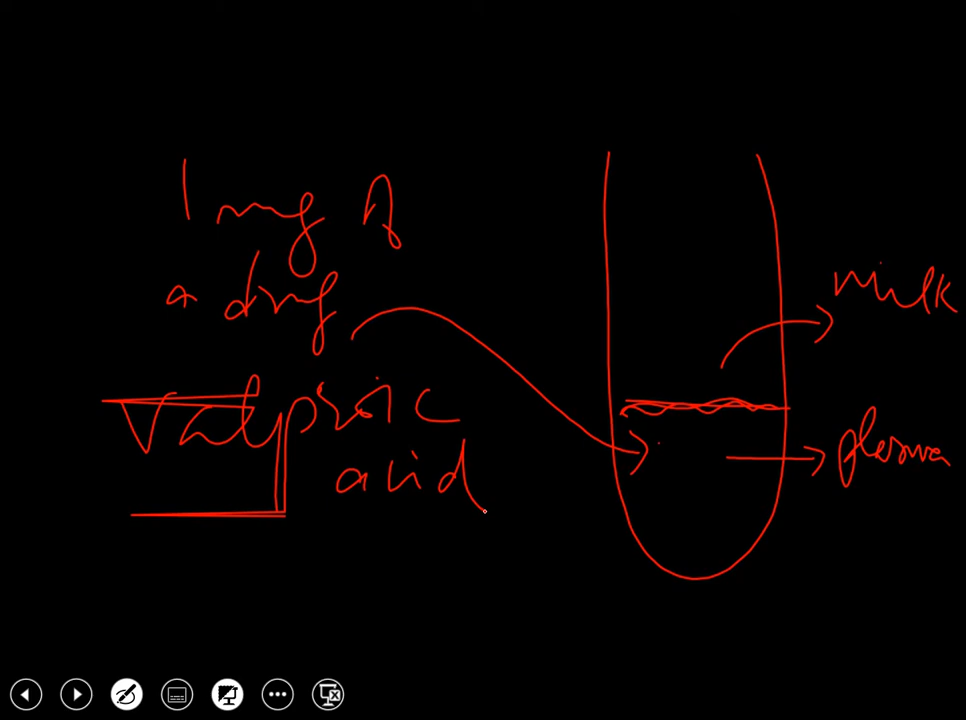 1 mg of
a drug
Valproic
acid
milk
plasma